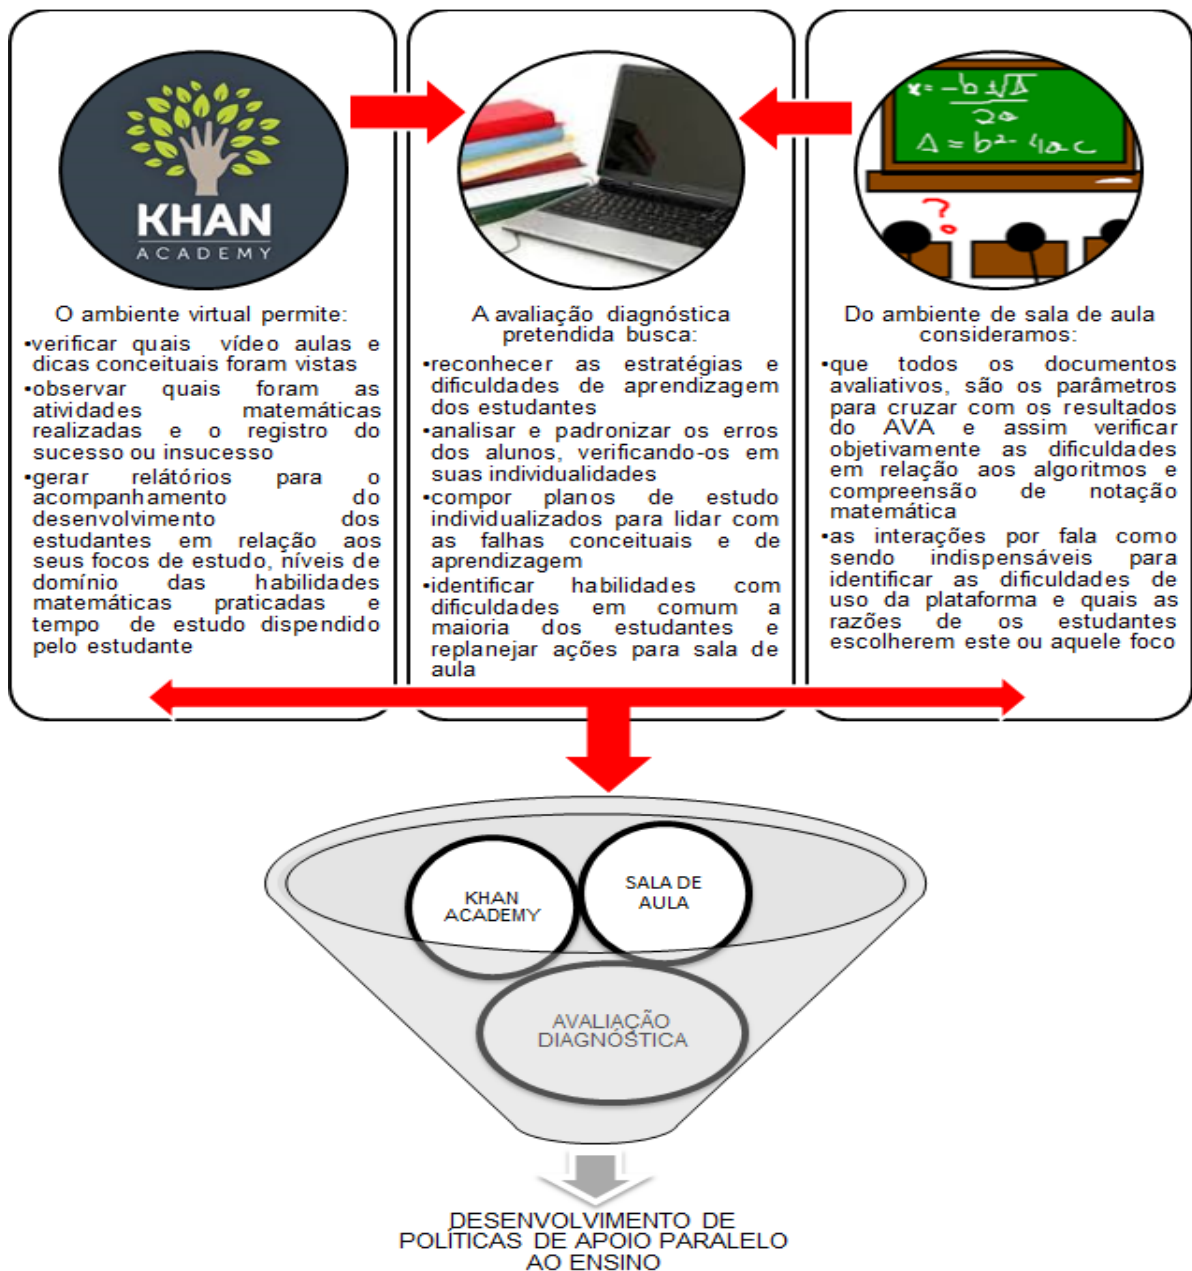 KHAN
ACADEMY
O ambiente virtual permite:
•verificar quais vídeo aulas e
dicas conceituais foram vistas
•observar quais foram as
atividades matemáticas
realizadas e o registro do
sucesso ou insucesso
•gerar relátórios para o
acompanhamento do
desenvolvimento dos
estudantes em relação aos
seus focos de estudo, níveis de
domínio das habilidades
matemáticas praticadas e
tempo de estudo dispendido
pelo estudante
A avaliação diagnóstica
pretendida busca:
•reconhecer as estratégias e
dificuldades de aprendizagem
dos estudantes
•analisar e padronizar os erros
dos alunos, verificando-os em
suas individualidades
•compor planos de estudo
individualizados para lidar com
as falhas conceituais e de
aprendizagem
•identificar habilidades com
dificuldades em comum a
maioria dos estudantes e
replanejar ações para sala de
aula
x = -b ±√Δ
2a
Δ = b²- 4ac
?
Do ambiente de sala de aula
consideramos:
•que todos os documentos
avaliativos, são os parâmetros
para cruzar com os resultados
do AVA e assim verificar
objetivamente as dificuldades
em relação aos algoritmos e
compreensão de notação
matemática
•as interações por fala como
sendo indispensáveis para
identificar as dificuldades de
uso da plataforma e quais as
razões de os estudantes
escolherem este ou aquele foco
KHAN
ACADEMY
SALA DE
AULA
AVALIAÇÃO
DIAGNÓSTICA
DESENVOLVIMENTO DE
POLÍTICAS DE APOIO PARALELO
AO ENSINO